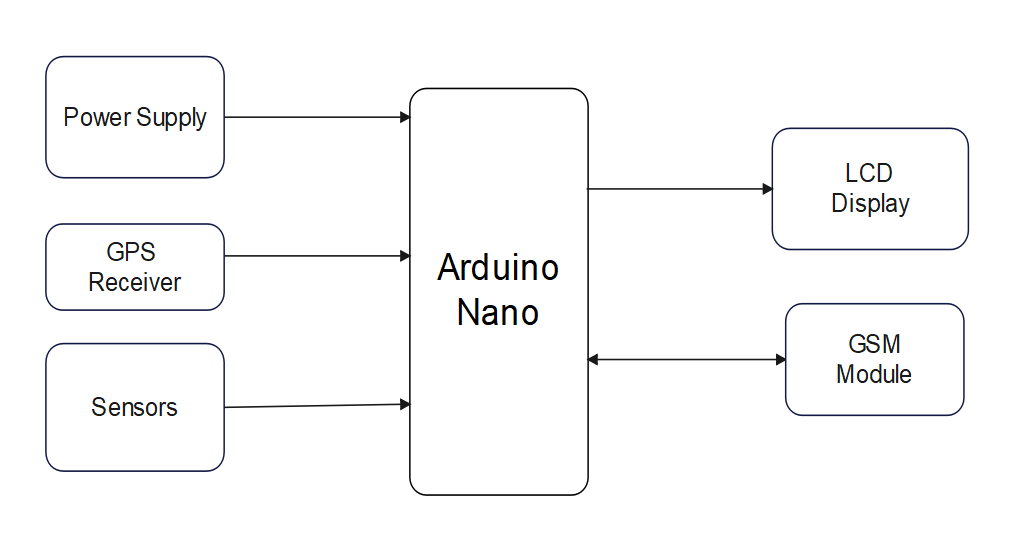 Power Supply
GPS
Receiver
Sensors
Arduino
Nano
LCD
Display
GSM
Module